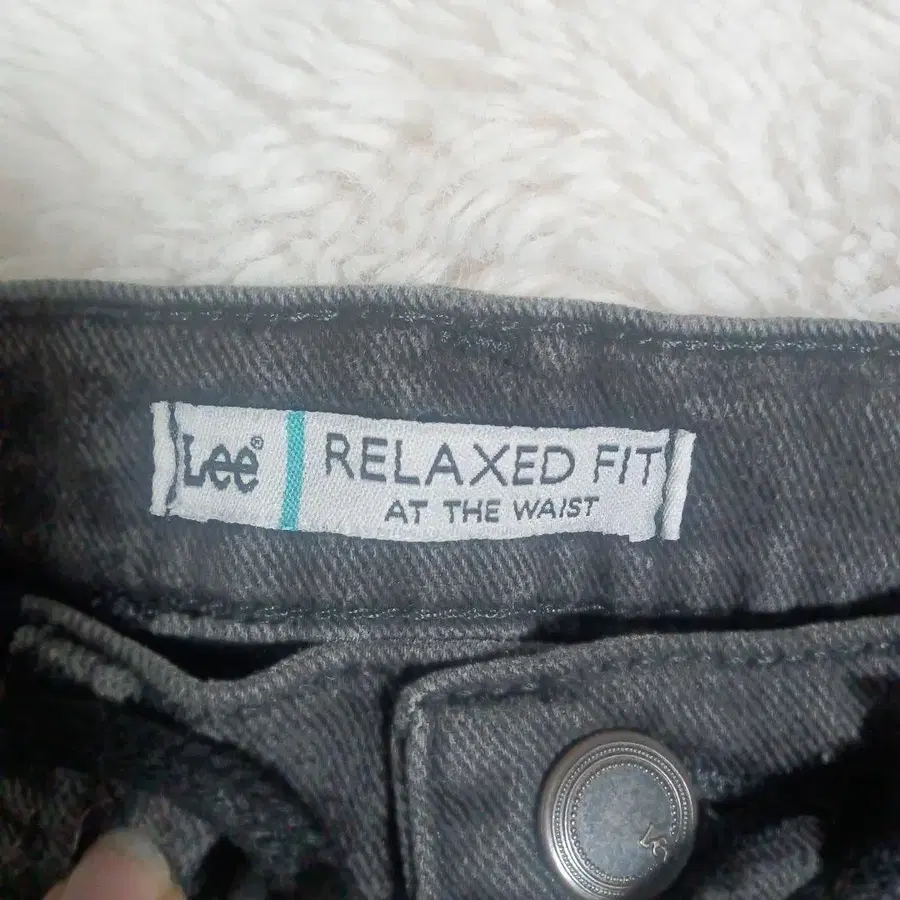 Lee® RELAXED FIT
AT THE WAIST